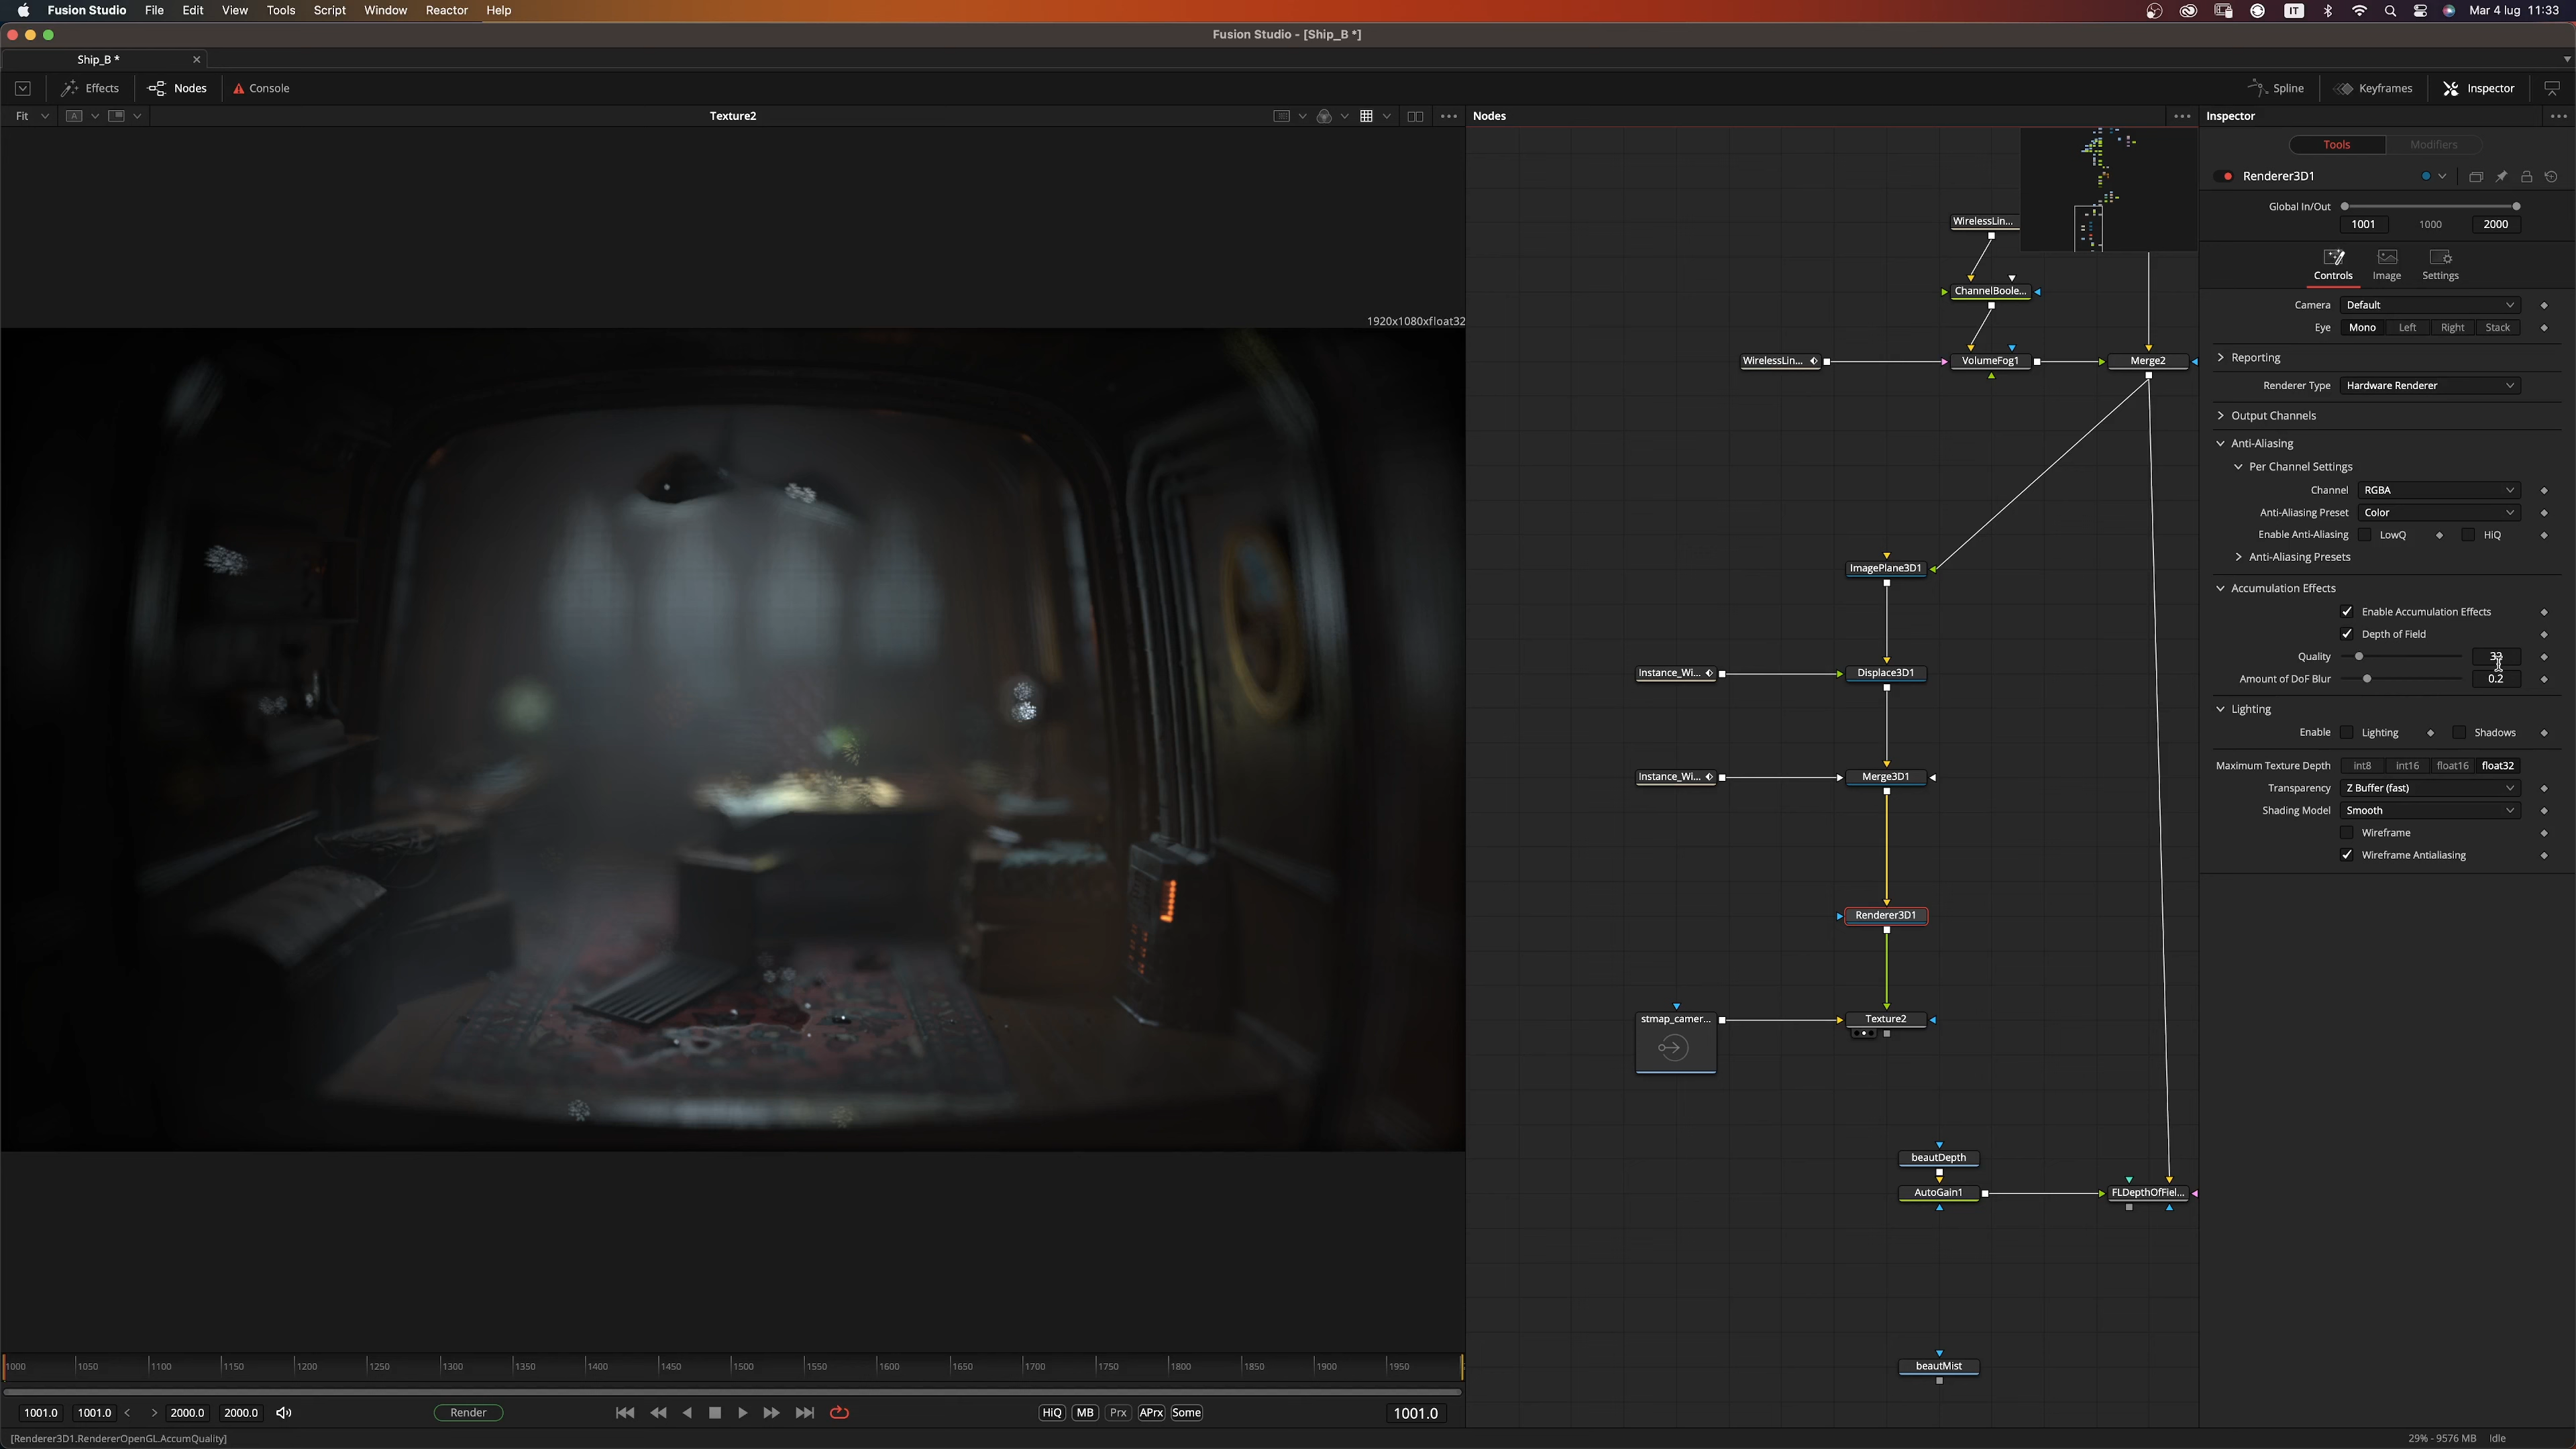 Fusion Studio File Edit View Tools Script Window Reactor Help IT Mar 4 lug 11:33
Fusion Studio - [Ship_B *]
Ship_B *
Effects Nodes Console Spline Keyframes Inspector
Fit A Texture2 Nodes Inspector
Tools Modifiers
Renderer3D1
Global In/Out
1001 1000 2000
Controls Image Settings
Camera Default
Eye Mono Left Right Stack
Reporting
Renderer Type Hardware Renderer
Output Channels
Anti-Aliasing
Per Channel Settings
Channel RGBA
Anti-Aliasing Preset Color
Enable Anti-Aliasing LowQ HiQ
Anti-Aliasing Presets
Accumulation Effects
Enable Accumulation Effects
Depth of Field
Quality
Amount of DoF Blur 0.2
Lighting
Enable Lighting Shadows
Maximum Texture Depth int8 int16 float16 float32
Transparency Z Buffer (fast)
Shading Model Smooth
Wireframe
Wireframe Antialiasing
1920x1080xfloat32
WirelessLin...
ChannelBoole...
WirelessLin... VolumeFog1 Merge2
ImagePlane3D1
Instance_Wi... Displace3D1
Instance_Wi... Merge3D1
Renderer3D1
stmap_camer... Texture2
beautDepth
AutoGain1 FLDepthOfFiel...
beautMist
1000 1050 1100 1150 1200 1250 1300 1350 1400 1450 1500 1550 1600 1650 1700 1750 1800 1850 1900 1950
1001.0 1001.0 < > 2000.0 2000.0 Render HiQ MB Prx APrx Some 1001.0
[Renderer3D1.RendererOpenGL.AccumQuality] 29% - 9576 MB Idle